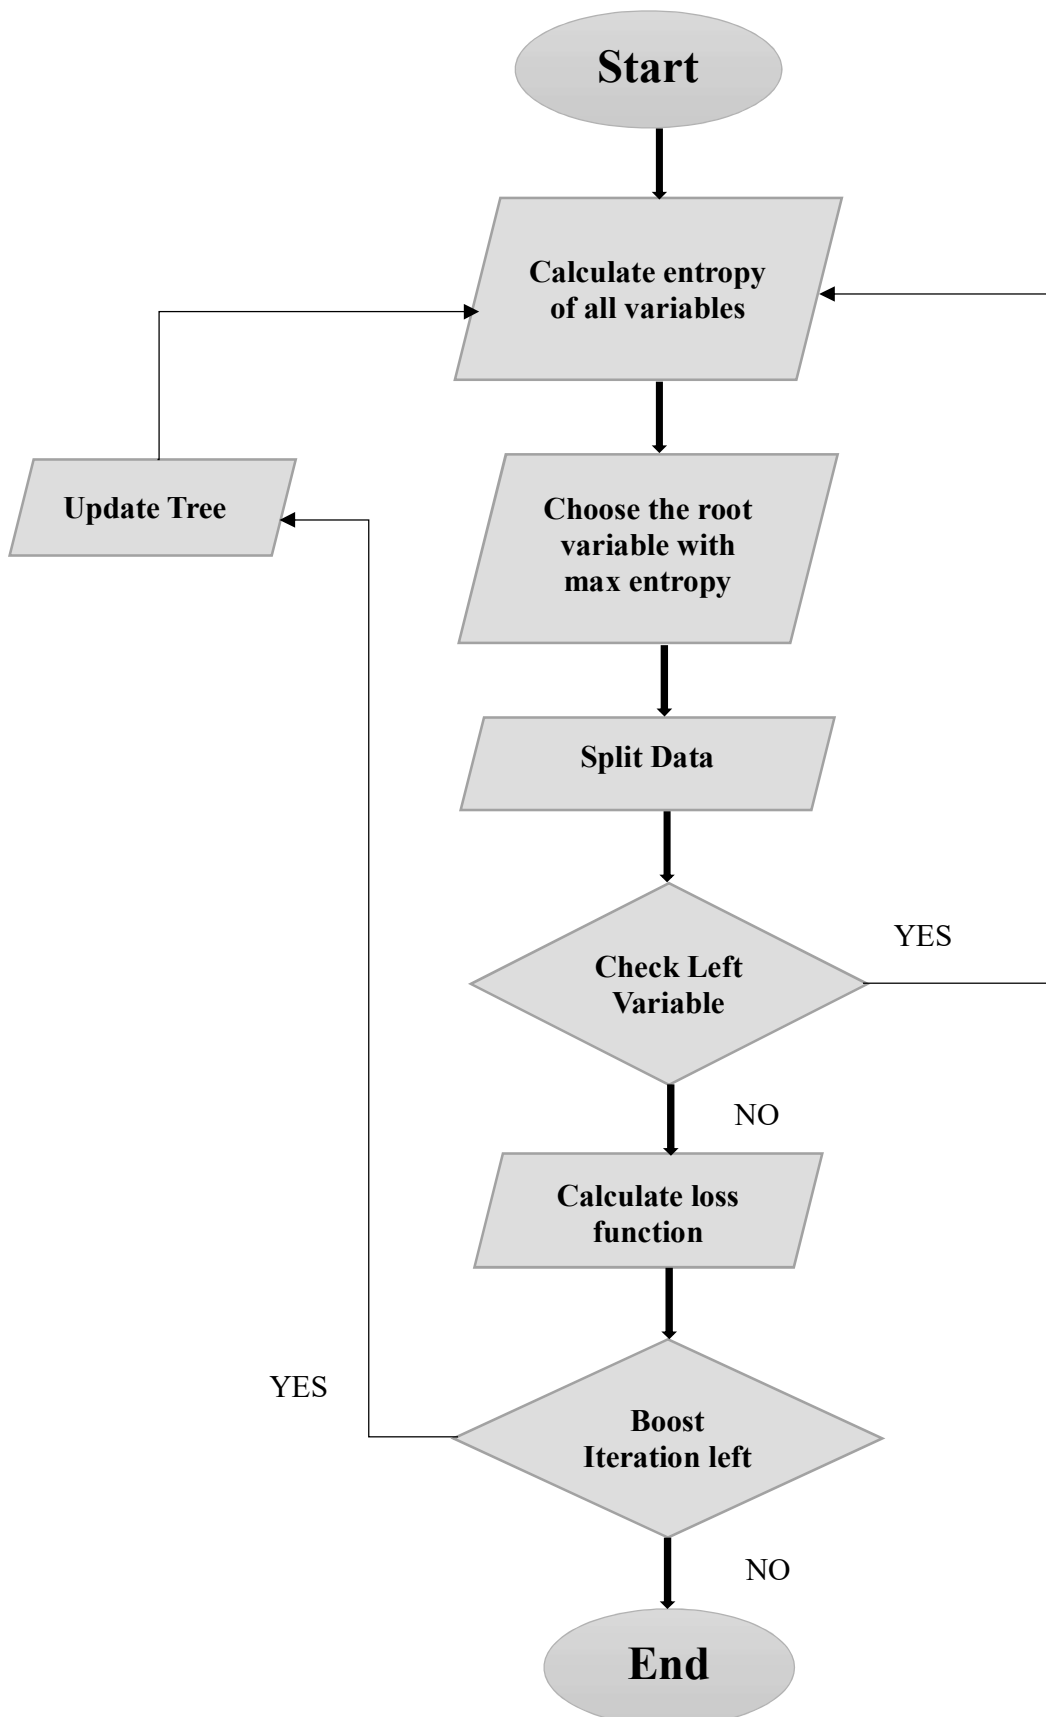 Start
Calculate entropy
of all variables
Update Tree
Choose the root
variable with
max entropy
Split Data
YES
Check Left
Variable
NO
Calculate loss
function
YES
Boost
Iteration left
NO
End